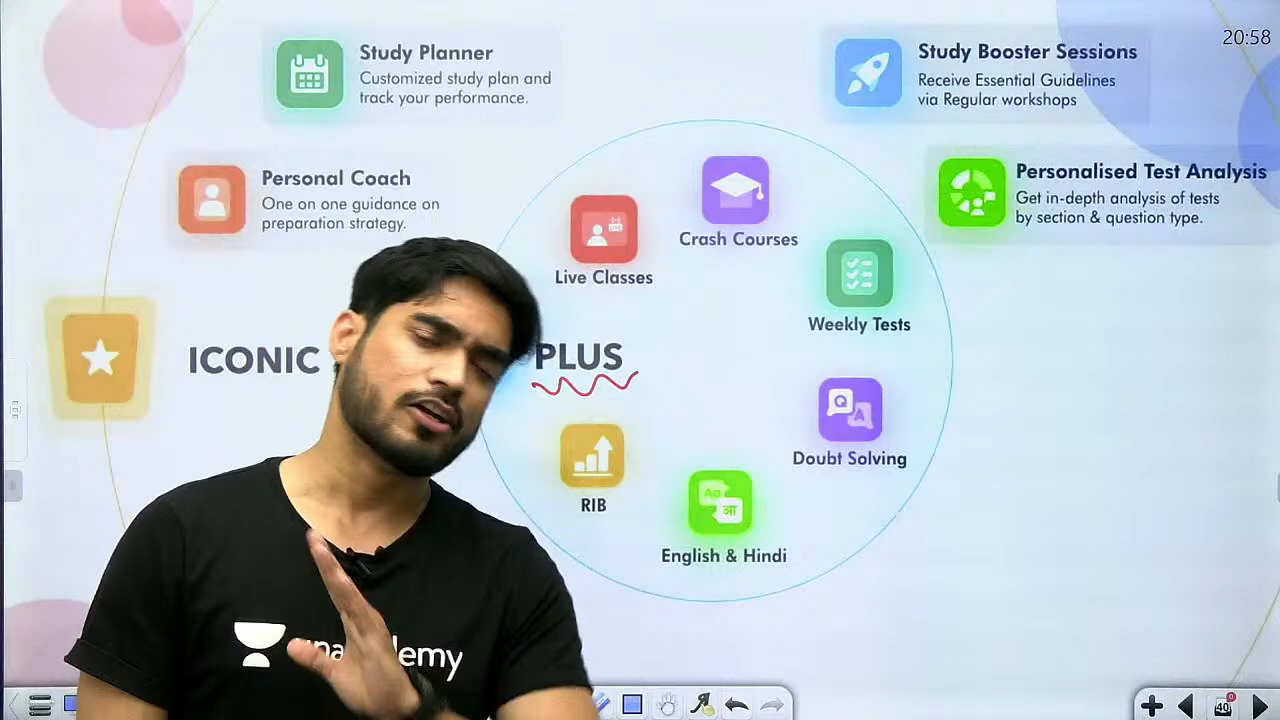 20:58
Study Planner
Customized study plan and
track your performance.
Study Booster Sessions
Receive Essential Guidelines
via Regular workshops
Personal Coach
One on one guidance on
preparation strategy.
Personalised Test Analysis
Get in-depth analysis of tests
by section & question type.
Live Classes
Crash Courses
Weekly Tests
ICONIC
PLUS
Q
A
Doubt Solving
RIB
Aa
आ
English & Hindi
40